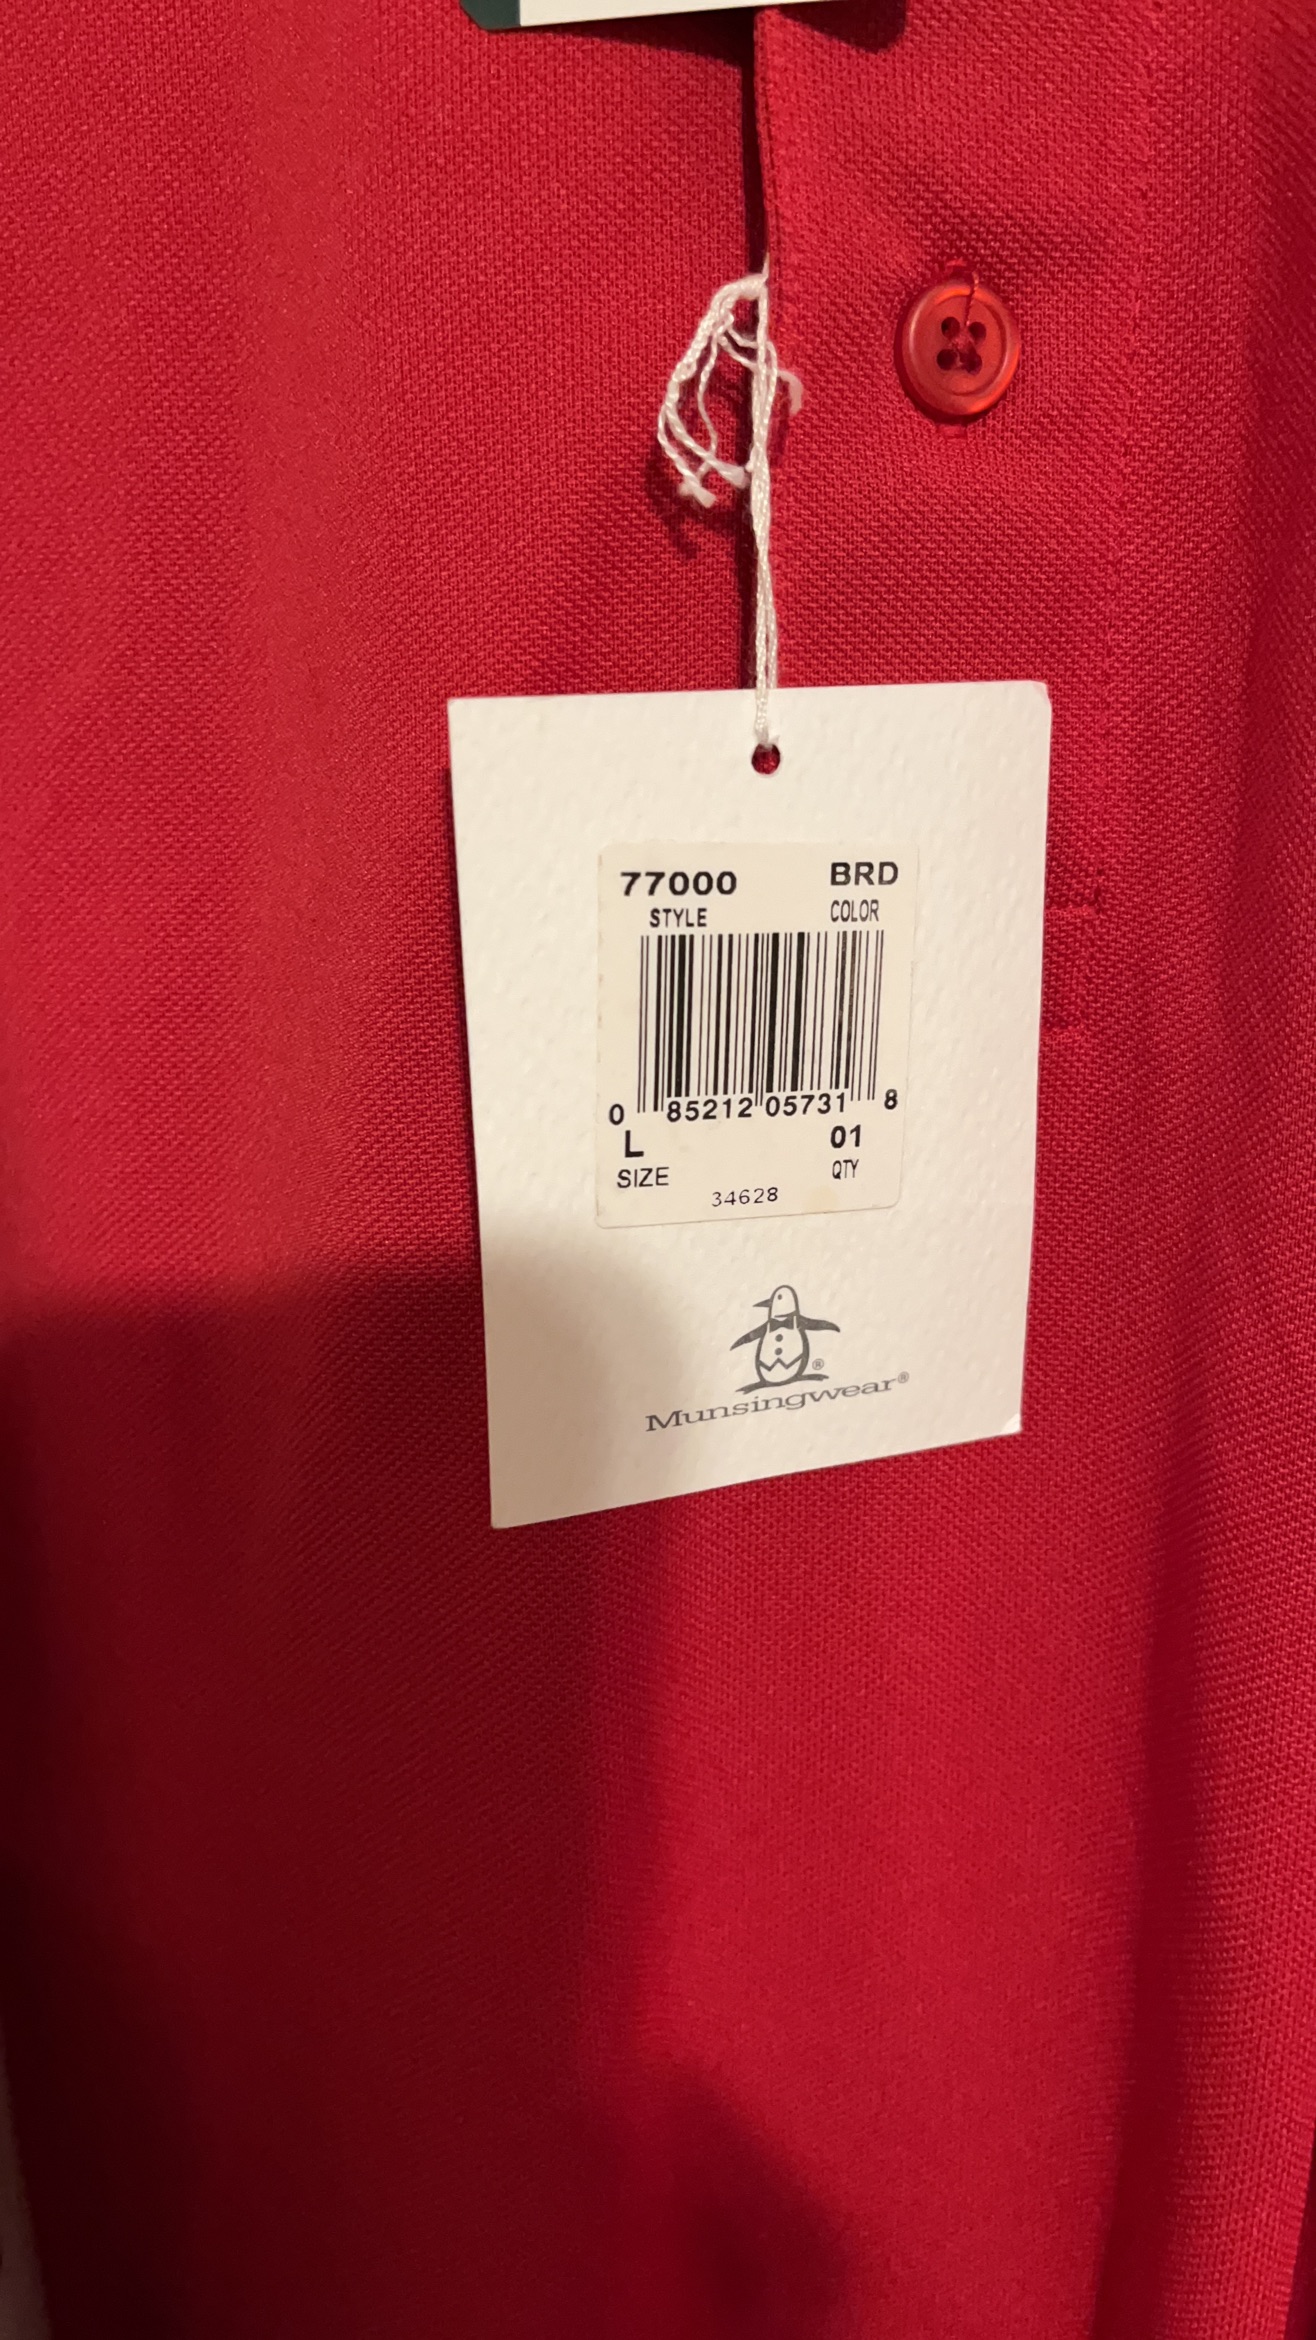 77000 BRD
STYLE COLOR
0 85212 05731 8
L 01
SIZE QTY
34628
®
Munsingwear®